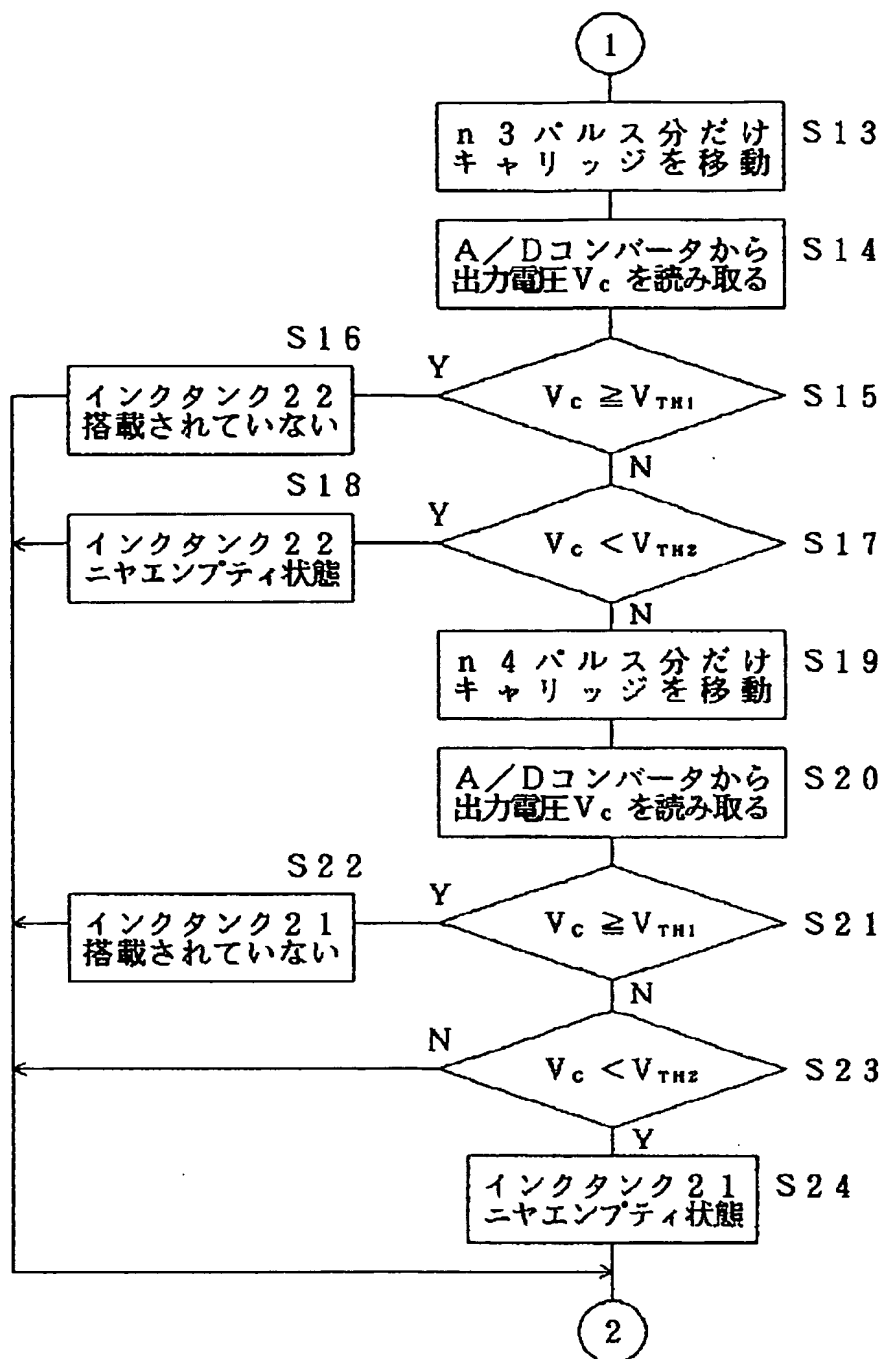 1
n3パルス分だけ
キャリッジを移動
S13
A/Dコンバータから
出力電圧Vcを読み取る
S14
S16
インクタンク22
搭載されていない
Y
Vc≧VTH1
S15
N
S18
インクタンク22
ニヤエンプティ状態
Y
Vc<VTH2
S17
N
n4パルス分だけ
キャリッジを移動
S19
A/Dコンバータから
出力電圧Vcを読み取る
S20
S22
インクタンク21
搭載されていない
Y
Vc≧VTH1
S21
N
N
Vc<VTH2
S23
Y
インクタンク21
ニヤエンプティ状態
S24
2